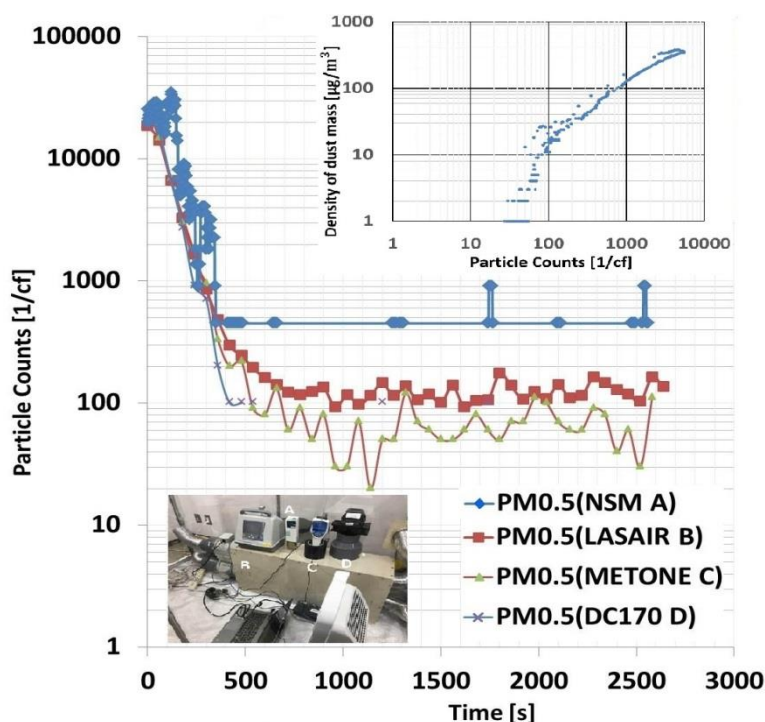 1000
100
10
1
Density of dust mass [µg/m³]
1
10
100
1000
10000
Particle Counts [1/cf]
100000
10000
1000
100
10
1
Particle Counts [1/cf]
A
B
C
D
PM0.5(NSM A)
PM0.5(LASAIR B)
PM0.5(METONE C)
PM0.5(DC170 D)
0
500
1000
1500
2000
2500
3000
Time [s]